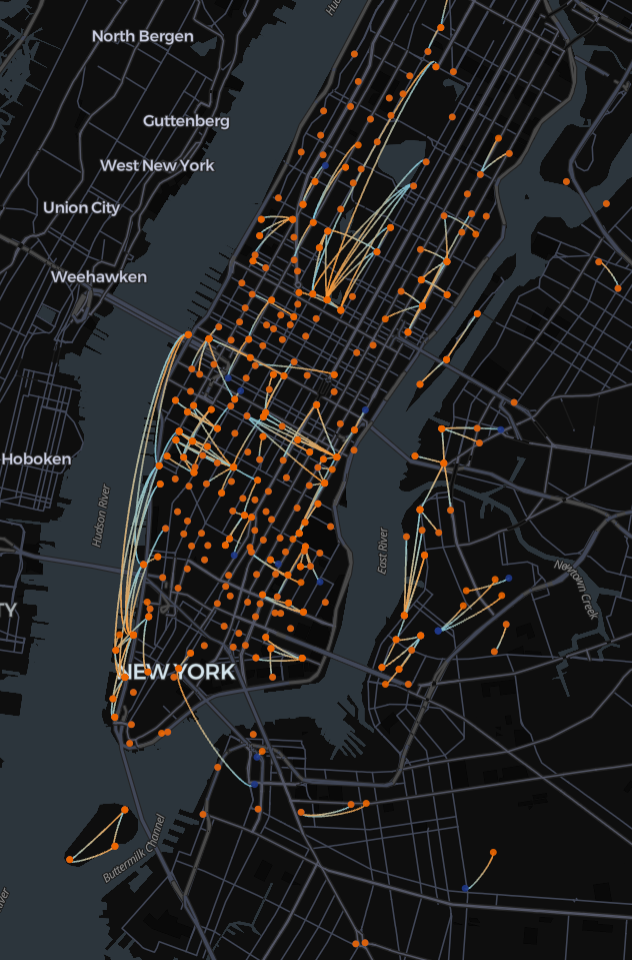 North Bergen
Guttenberg
West New York
Union City
Weehawken
Hoboken
Hudson River
East River
Newtown Creek
TY
NEW YORK
Buttermilk Channel